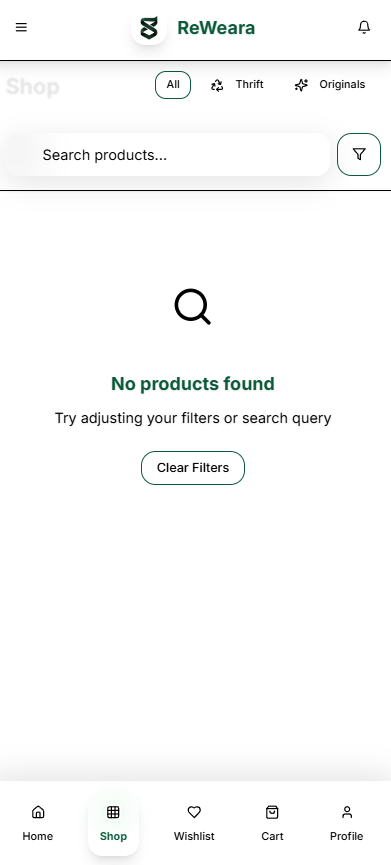 ReWeara
Shop
All
Thrift
Originals
Search products...
No products found
Try adjusting your filters or search query
Clear Filters
Home
Shop
Wishlist
Cart
Profile